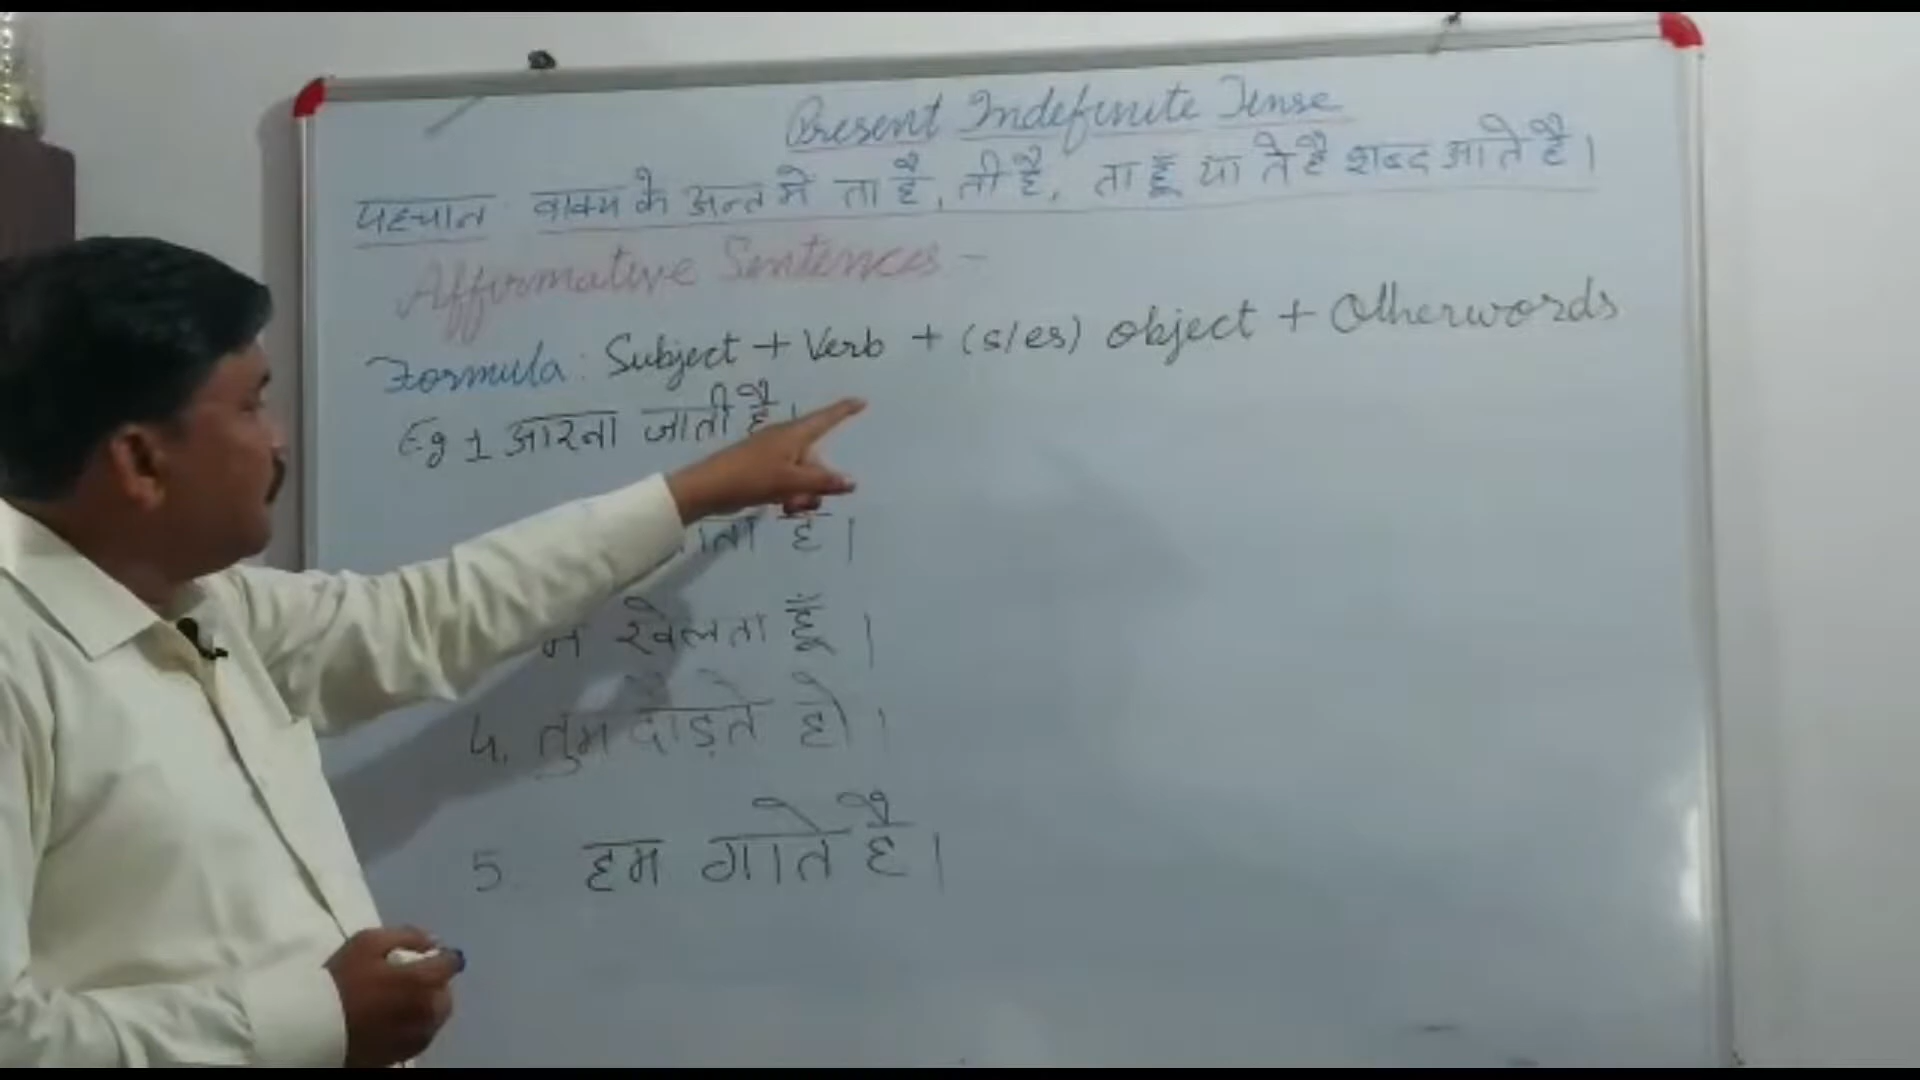 Present Indefinite Tense
पहचान वाक्य के अन्त में ता है, ती है, ता हूँ या ते है शब्द आते है।
Affirmative Sentences -
Formula: Subject + Verb + (s/es) object + Otherwords
Eg 1 आरना जाती है।
है।
खेलता हूँ।
4. तुम दौड़ते हो।
5. हम गाते है।